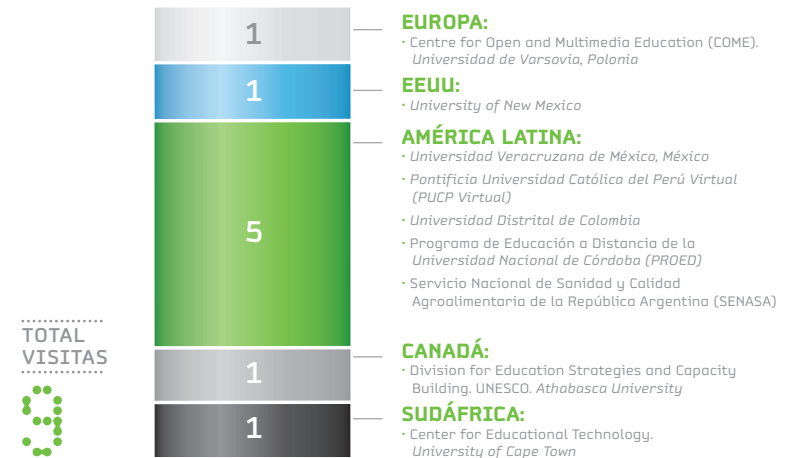 1
EUROPA:
· Centre for Open and Multimedia Education (COME).
Universidad de Varsovia, Polonia
1
EEUU:
· University of New Mexico
5
AMÉRICA LATINA:
· Universidad Veracruzana de México, México
· Pontificia Universidad Católica del Perú Virtual
(PUCP Virtual)
· Universidad Distrital de Colombia
· Programa de Educación a Distancia de la
Universidad Nacional de Córdoba (PROED)
· Servicio Nacional de Sanidad y Calidad
Agroalimentaria de la República Argentina (SENASA)
TOTAL
VISITAS
9
1
CANADÁ:
· Division for Education Strategies and Capacity
Building. UNESCO. Athabasca University
1
SUDÁFRICA:
· Center for Educational Technology.
University of Cape Town